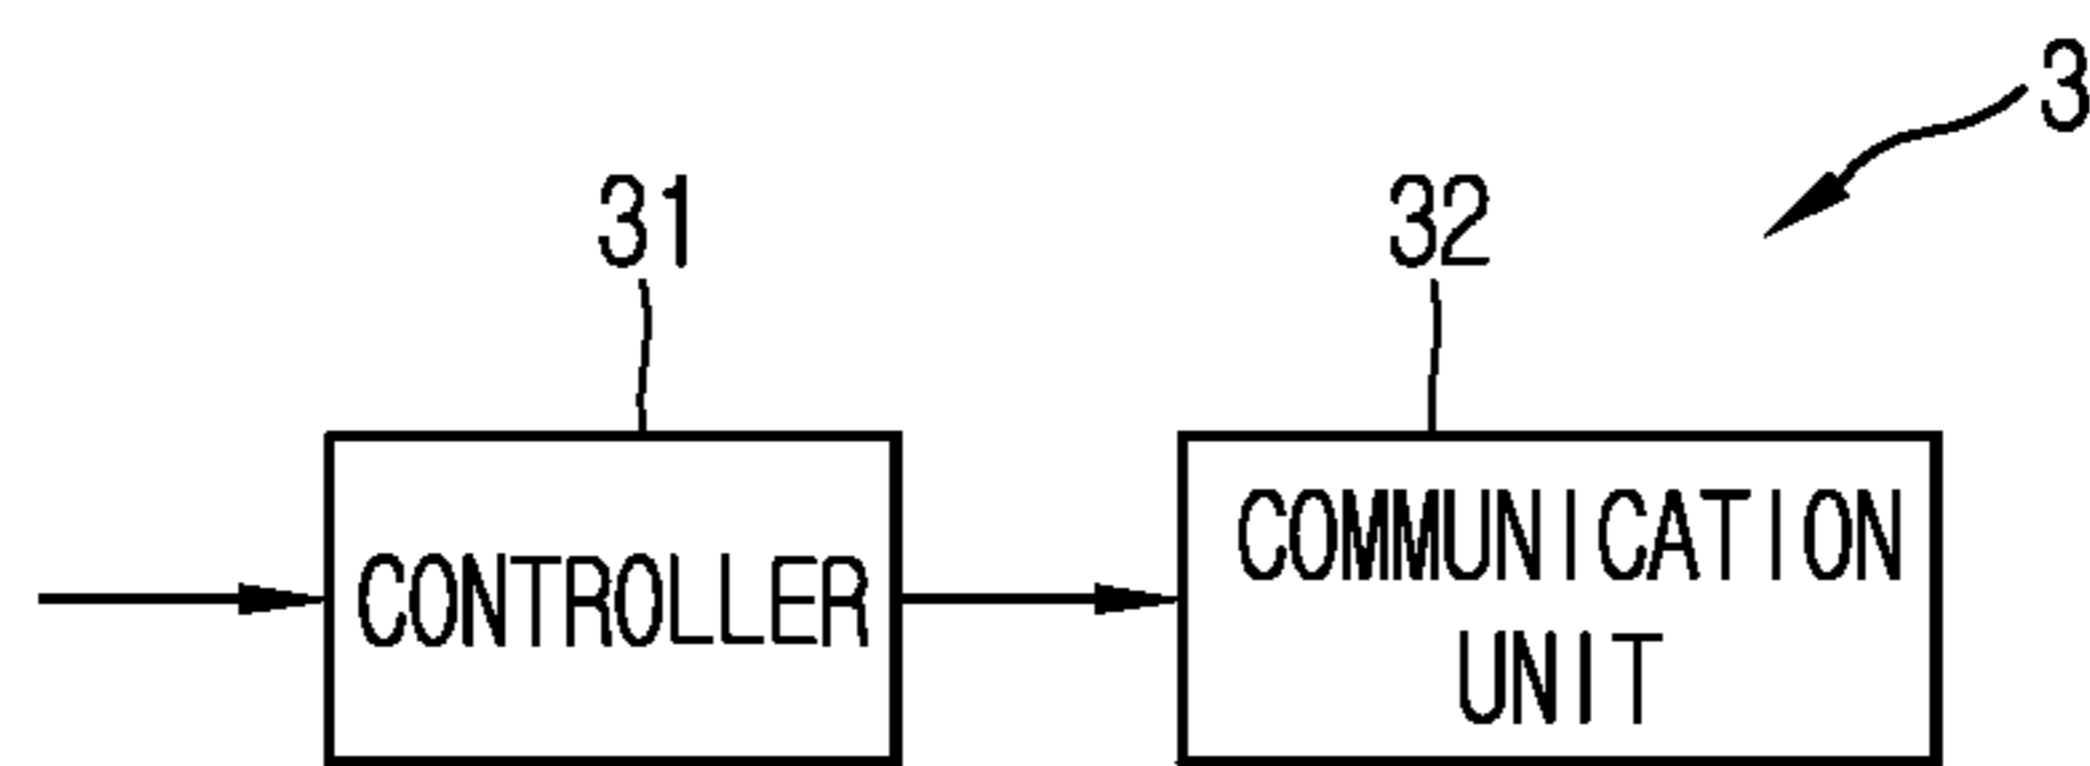 3
31
32
CONTROLLER
COMMUNICATION
UNIT